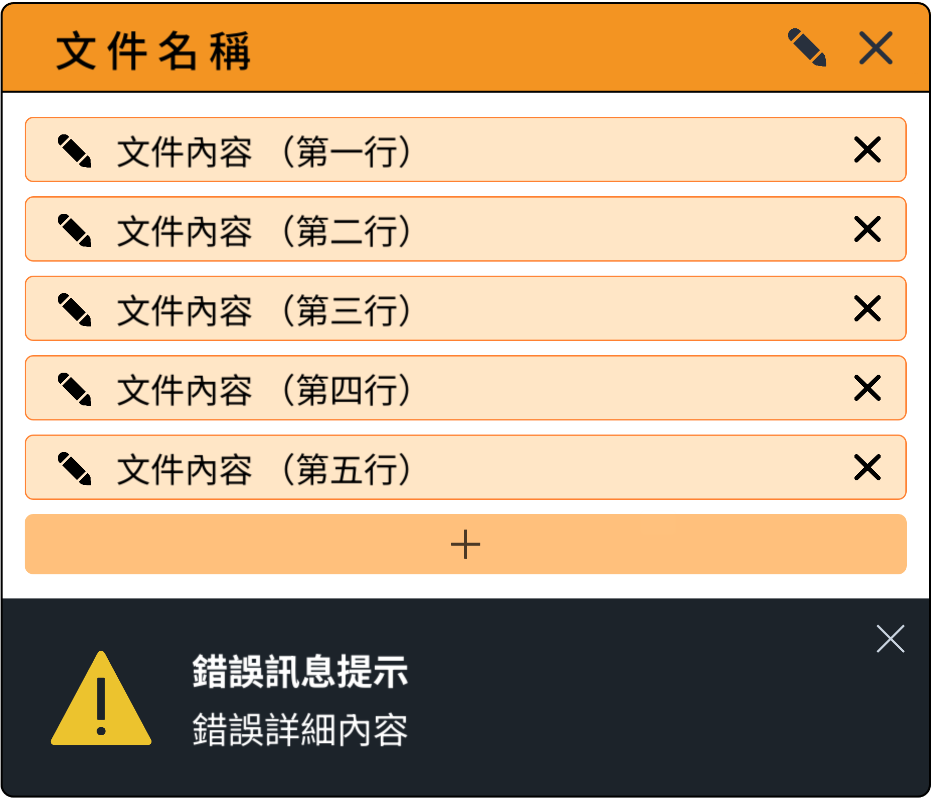 文件名稱
文件內容 （第一行）
文件內容 （第二行）
文件內容 （第三行）
文件內容 （第四行）
文件內容 （第五行）
錯誤訊息提示
錯誤詳細內容